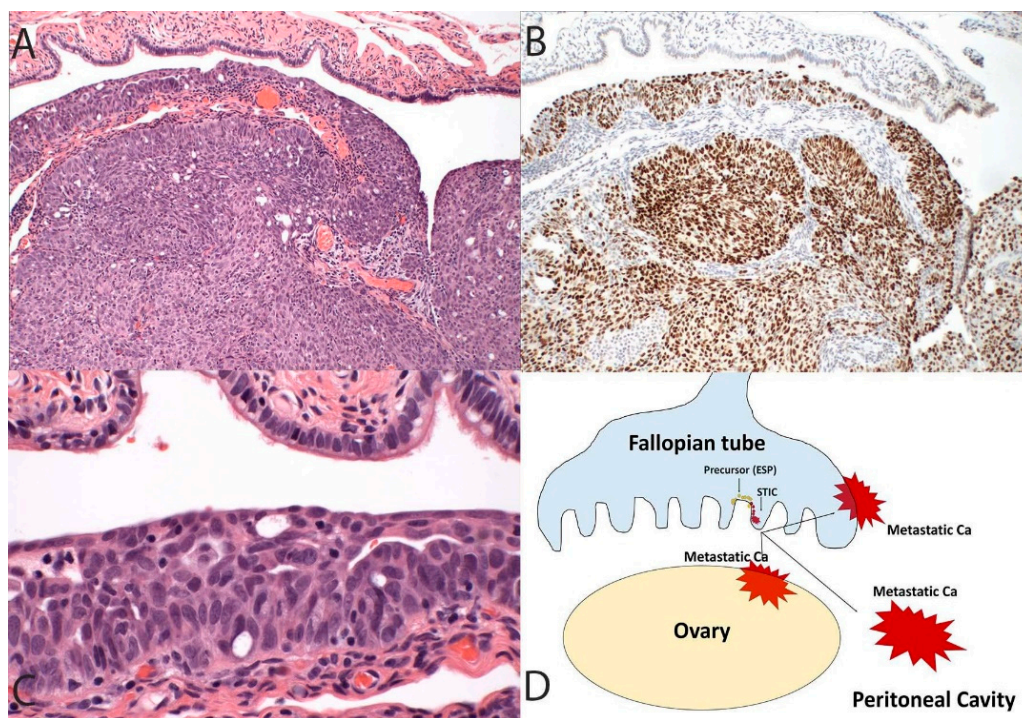 A
B
C
D
Fallopian tube
Precursor (ESP)
STIC
Metastatic Ca
Metastatic Ca
Metastatic Ca
Ovary
Peritoneal Cavity